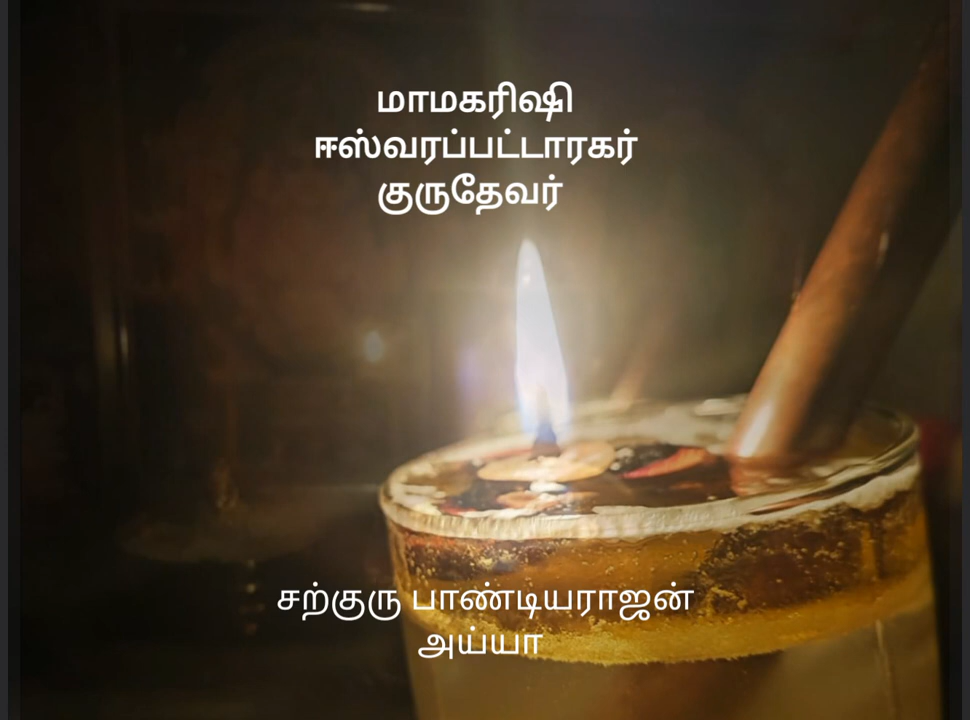 மாமகரிஷி
ஈஸ்வரப்பட்டாரகர்
குருதேவர்
சற்குரு பாண்டியராஜன்
அய்யா